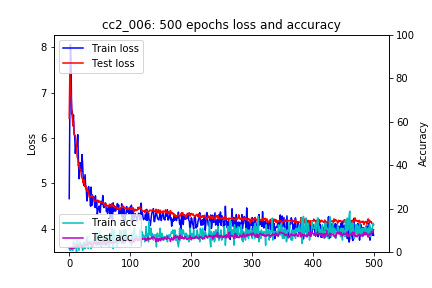 cc2_006: 500 epochs loss and accuracy
Train loss
Test loss
Train acc
Test acc
Loss
Accuracy
8
7
6
5
4
100
80
60
40
20
0
0 100 200 300 400 500